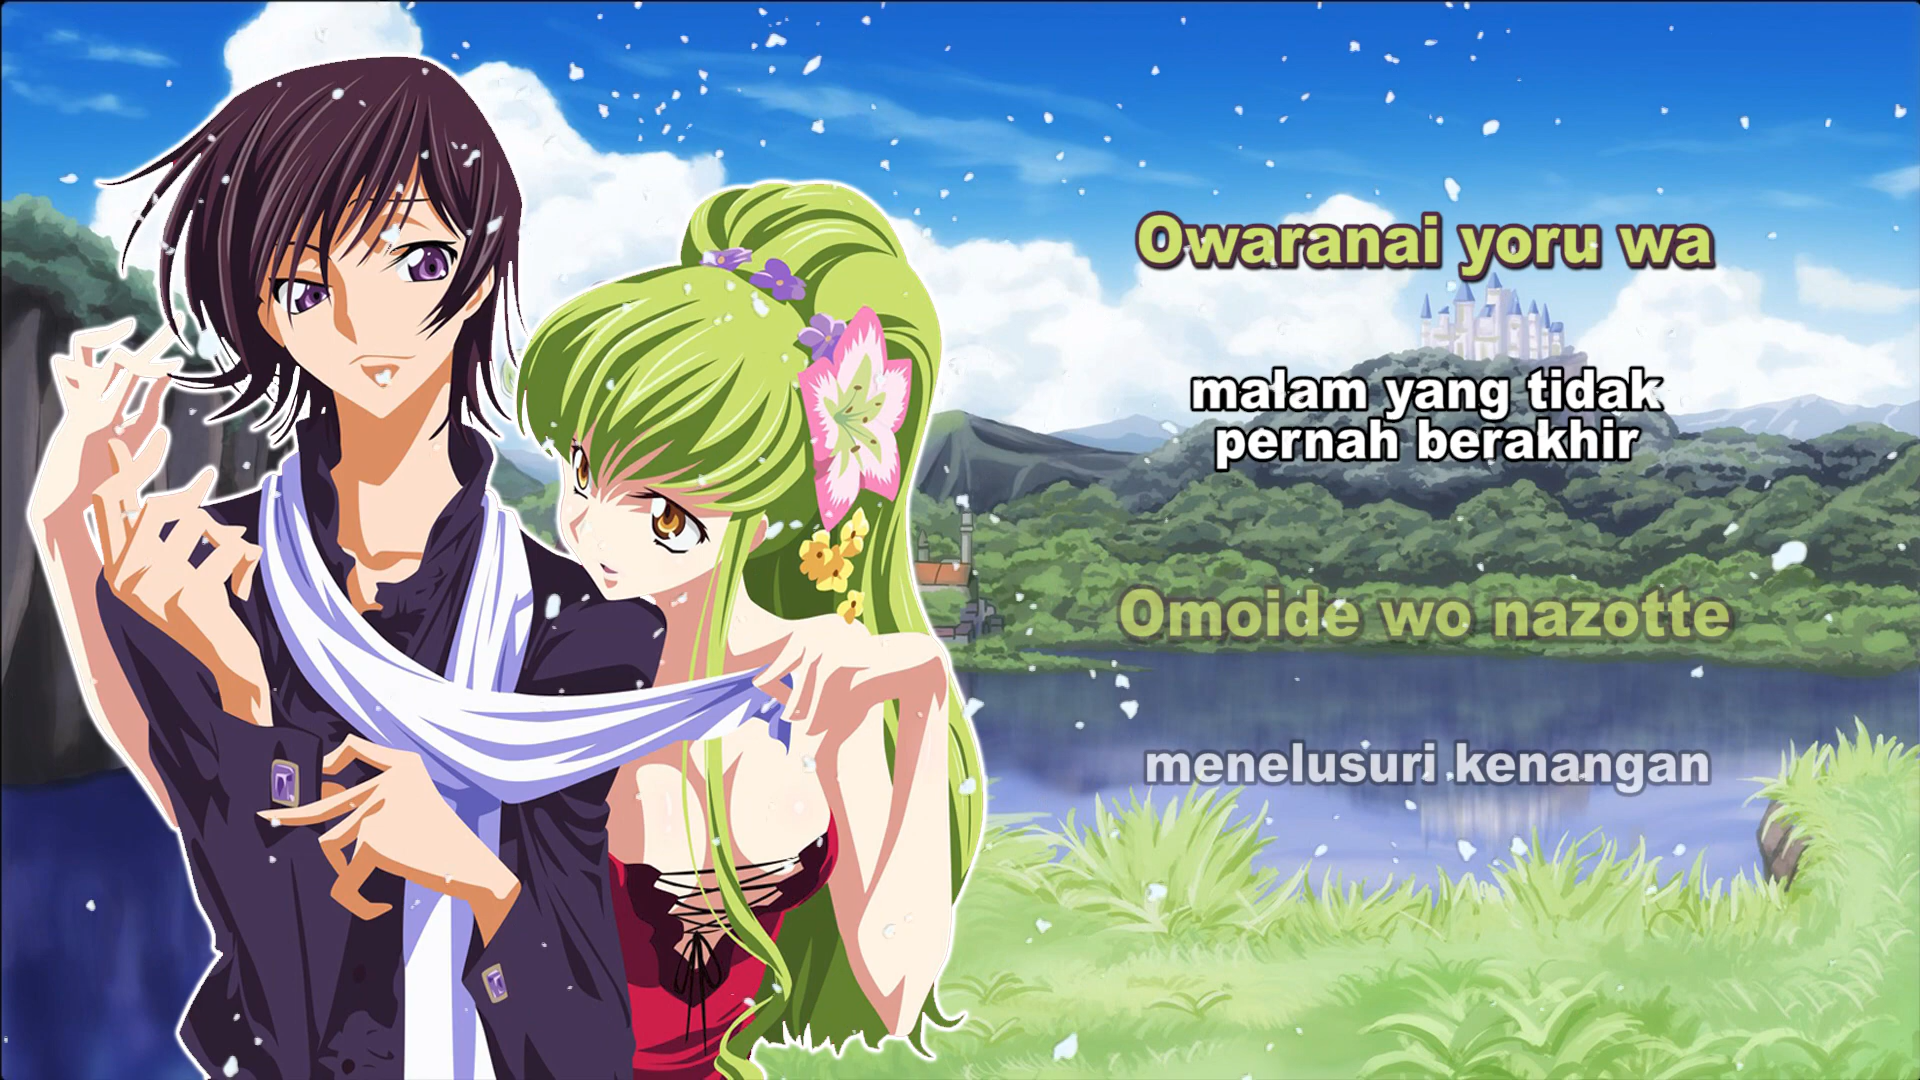 Owaranai yoru wa
malam yang tidak
pernah berakhir
Omoide wo nazotte
menelusuri kenangan